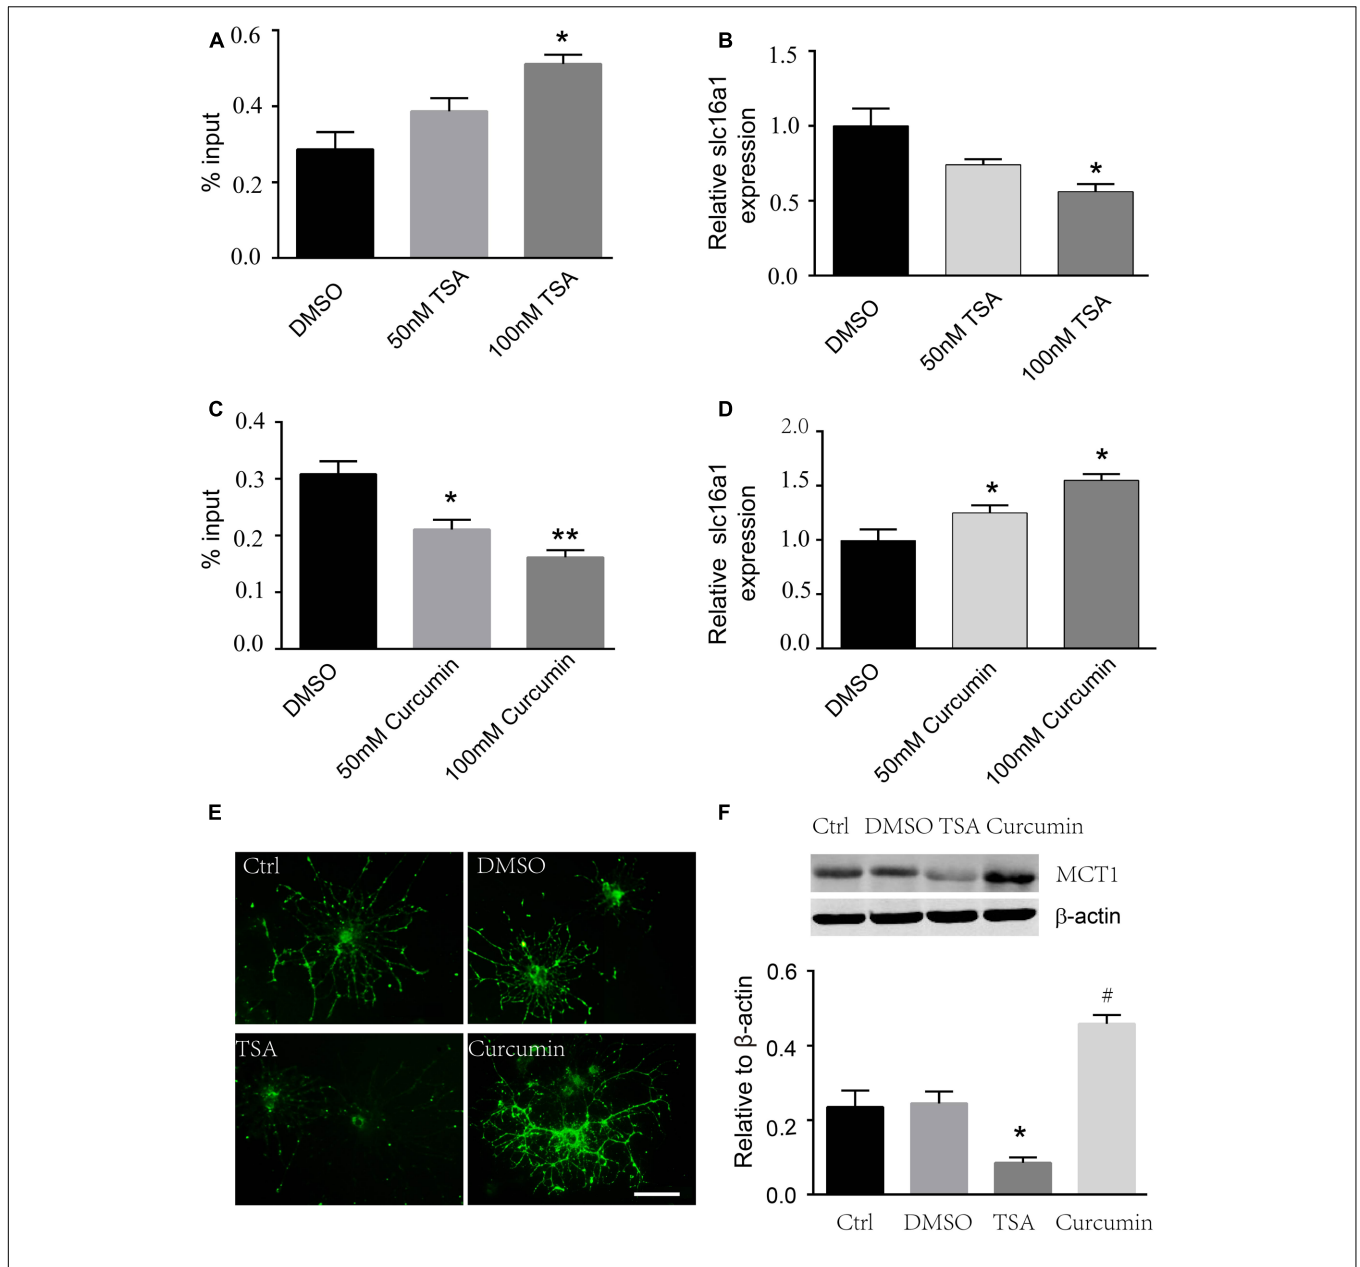 A
% input
0.6
0.4
0.2
0.0
*
DMSO
50nM TSA
100nM TSA
B
Relative slc16a1
expression
1.5
1.0
0.5
0.0
*
DMSO
50nM TSA
100nM TSA
C
% input
0.4
0.3
0.2
0.1
0.0
*
**
DMSO
50mM Curcumin
100mM Curcumin
D
Relative slc16a1
expression
2.0
1.5
1.0
0.5
0.0
*
*
DMSO
50mM Curcumin
100mM Curcumin
E
Ctrl
DMSO
TSA
Curcumin
F
Ctrl DMSO TSA Curcumin
MCT1
β-actin
Relative to β-actin
0.6
0.4
0.2
0.0
*
#
Ctrl
DMSO
TSA
Curcumin